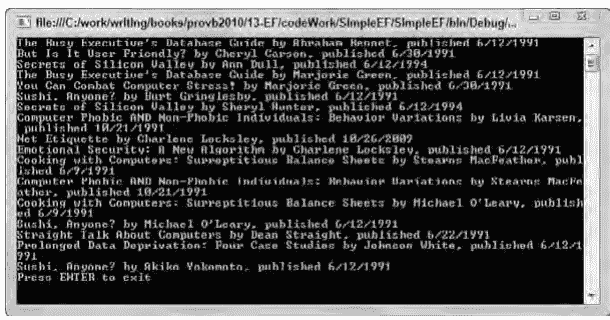 file:///C:/work/writing/books/provb2010/13-EF/codeWork/SimpleEF/SimpleEF/bin/Debug/...
The Busy Executive's Database Guide by Abraham Bennet, published 6/12/1991
But Is It User Friendly? by Cheryl Carson, published 6/30/1991
Secrets of Silicon Valley by Ann Dull, published 6/12/1994
The Busy Executive's Database Guide by Marjorie Green, published 6/12/1991
You Can Combat Computer Stress! by Marjorie Green, published 6/30/1991
Sushi, Anyone? by Burt Gringlesby, published 6/12/1991
Secrets of Silicon Valley by Sheryl Hunter, published 6/12/1994
Computer Phobic AND Non-Phobic Individuals: Behavior Variations by Livia Karsen,
published 10/21/1991
Net Etiquette by Charlene Locksley, published 10/26/2009
Emotional Security: A New Algorithm by Charlene Locksley, published 6/12/1991
Cooking with Computers: Surreptitious Balance Sheets by Stearns MacFeather, publ
ished 6/9/1991
Computer Phobic AND Non-Phobic Individuals: Behavior Variations by Stearns MacFe
ather, published 10/21/1991
Cooking with Computers: Surreptitious Balance Sheets by Michael O'Leary, publish
ed 6/9/1991
Sushi, Anyone? by Michael O'Leary, published 6/12/1991
Straight Talk About Computers by Dean Straight, published 6/22/1991
Prolonged Data Deprivation: Four Case Studies by Johnson White, published 6/12/1
991
Sushi, Anyone? by Akiko Yokomoto, published 6/12/1991
Press ENTER to exit